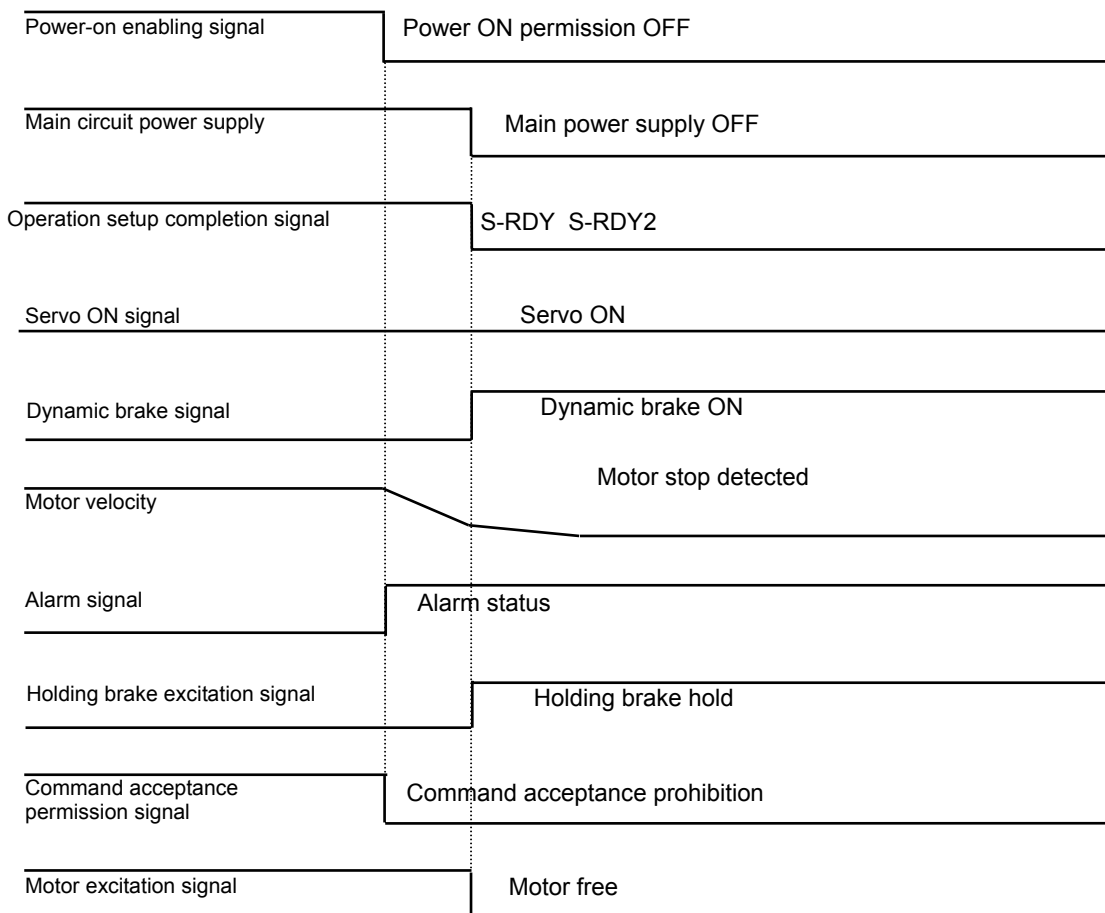 Power-on enabling signal
Power ON permission OFF
Main circuit power supply
Main power supply OFF
Operation setup completion signal
S-RDY S-RDY2
Servo ON signal
Servo ON
Dynamic brake signal
Dynamic brake ON
Motor velocity
Motor stop detected
Alarm signal
Alarm status
Holding brake excitation signal
Holding brake hold
Command acceptance
permission signal
Command acceptance prohibition
Motor excitation signal
Motor free